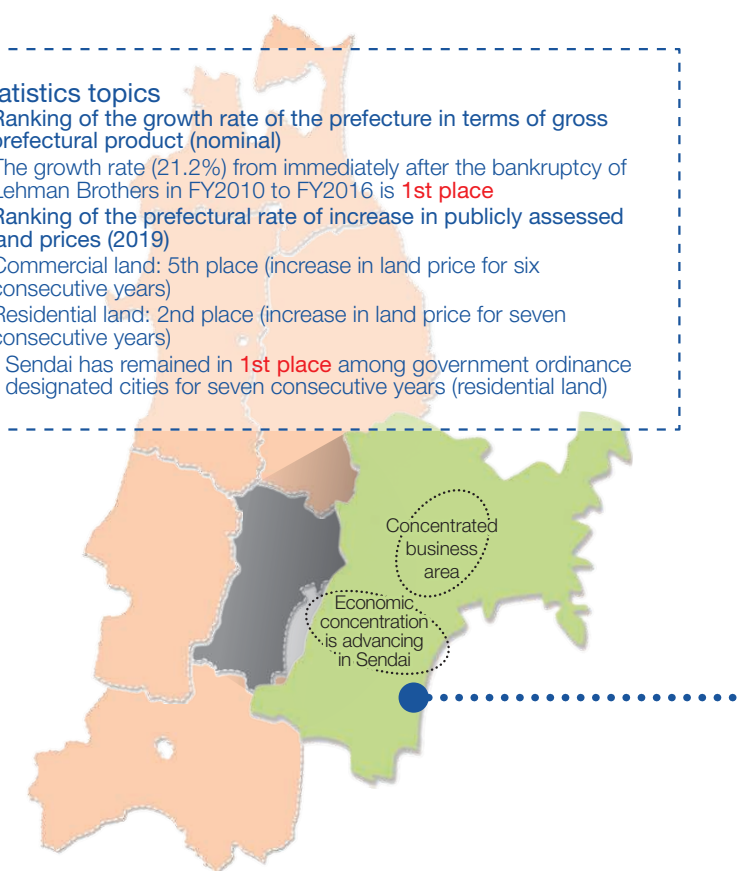 atistics topics
Ranking of the growth rate of the prefecture in terms of gross
prefectural product (nominal)
The growth rate (21.2%) from immediately after the bankruptcy of
Lehman Brothers in FY2010 to FY2016 is 1st place
Ranking of the prefectural rate of increase in publicly assessed
and prices (2019)
Commercial land: 5th place (increase in land price for six
consecutive years)
Residential land: 2nd place (increase in land price for seven
consecutive years)
Sendai has remained in 1st place among government ordinance
designated cities for seven consecutive years (residential land)
Concentrated
business
area
Economic
concentration
is advancing
in Sendai